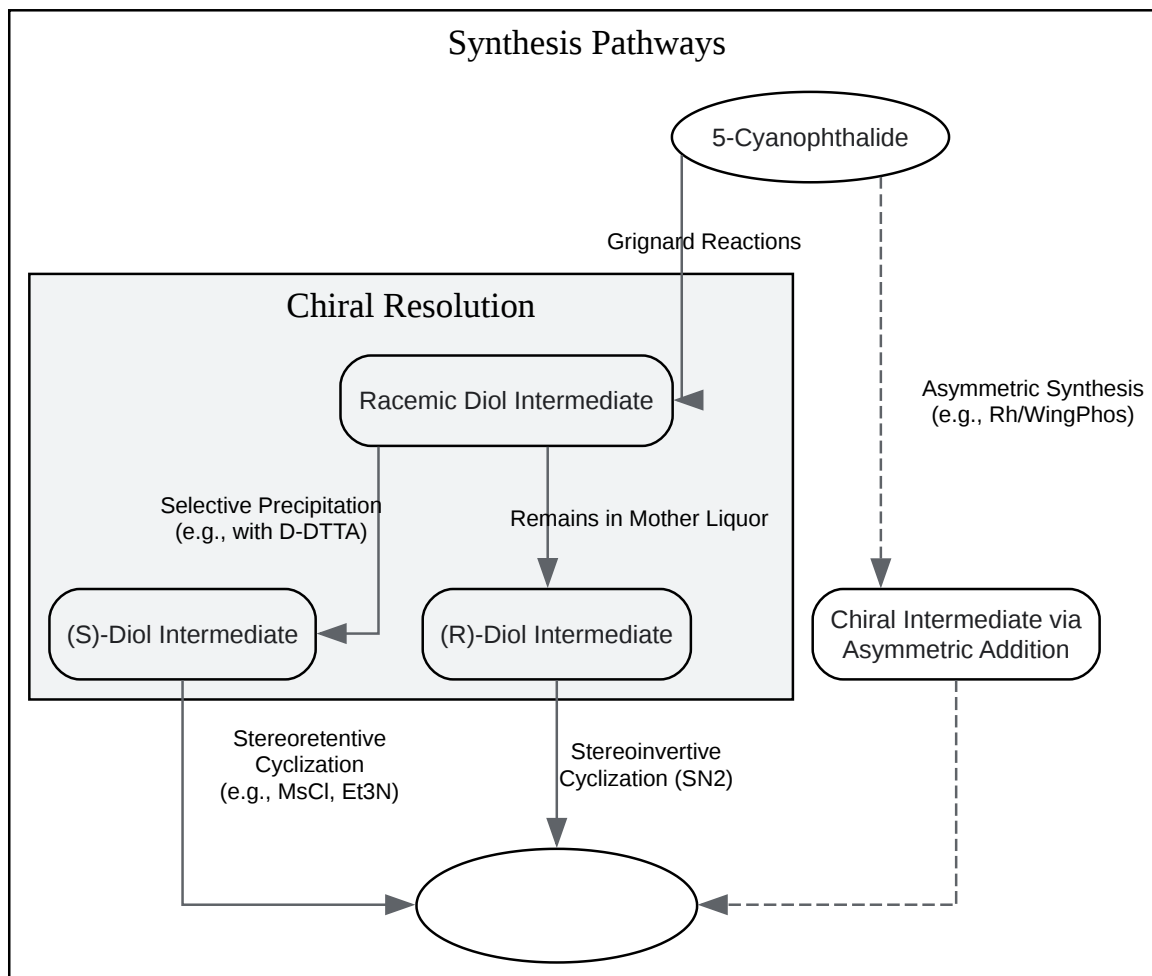 Synthesis Pathways
5-Cyanophthalide
Grignard Reactions
Chiral Resolution
Racemic Diol Intermediate
Asymmetric Synthesis
(e.g., Rh/WingPhos)
Selective Precipitation
(e.g., with D-DTTA)
Remains in Mother Liquor
(S)-Diol Intermediate
(R)-Diol Intermediate
Chiral Intermediate via
Asymmetric Addition
Stereoretentive
Cyclization
(e.g., MsCl, Et3N)
Stereoinvertive
Cyclization (SN2)